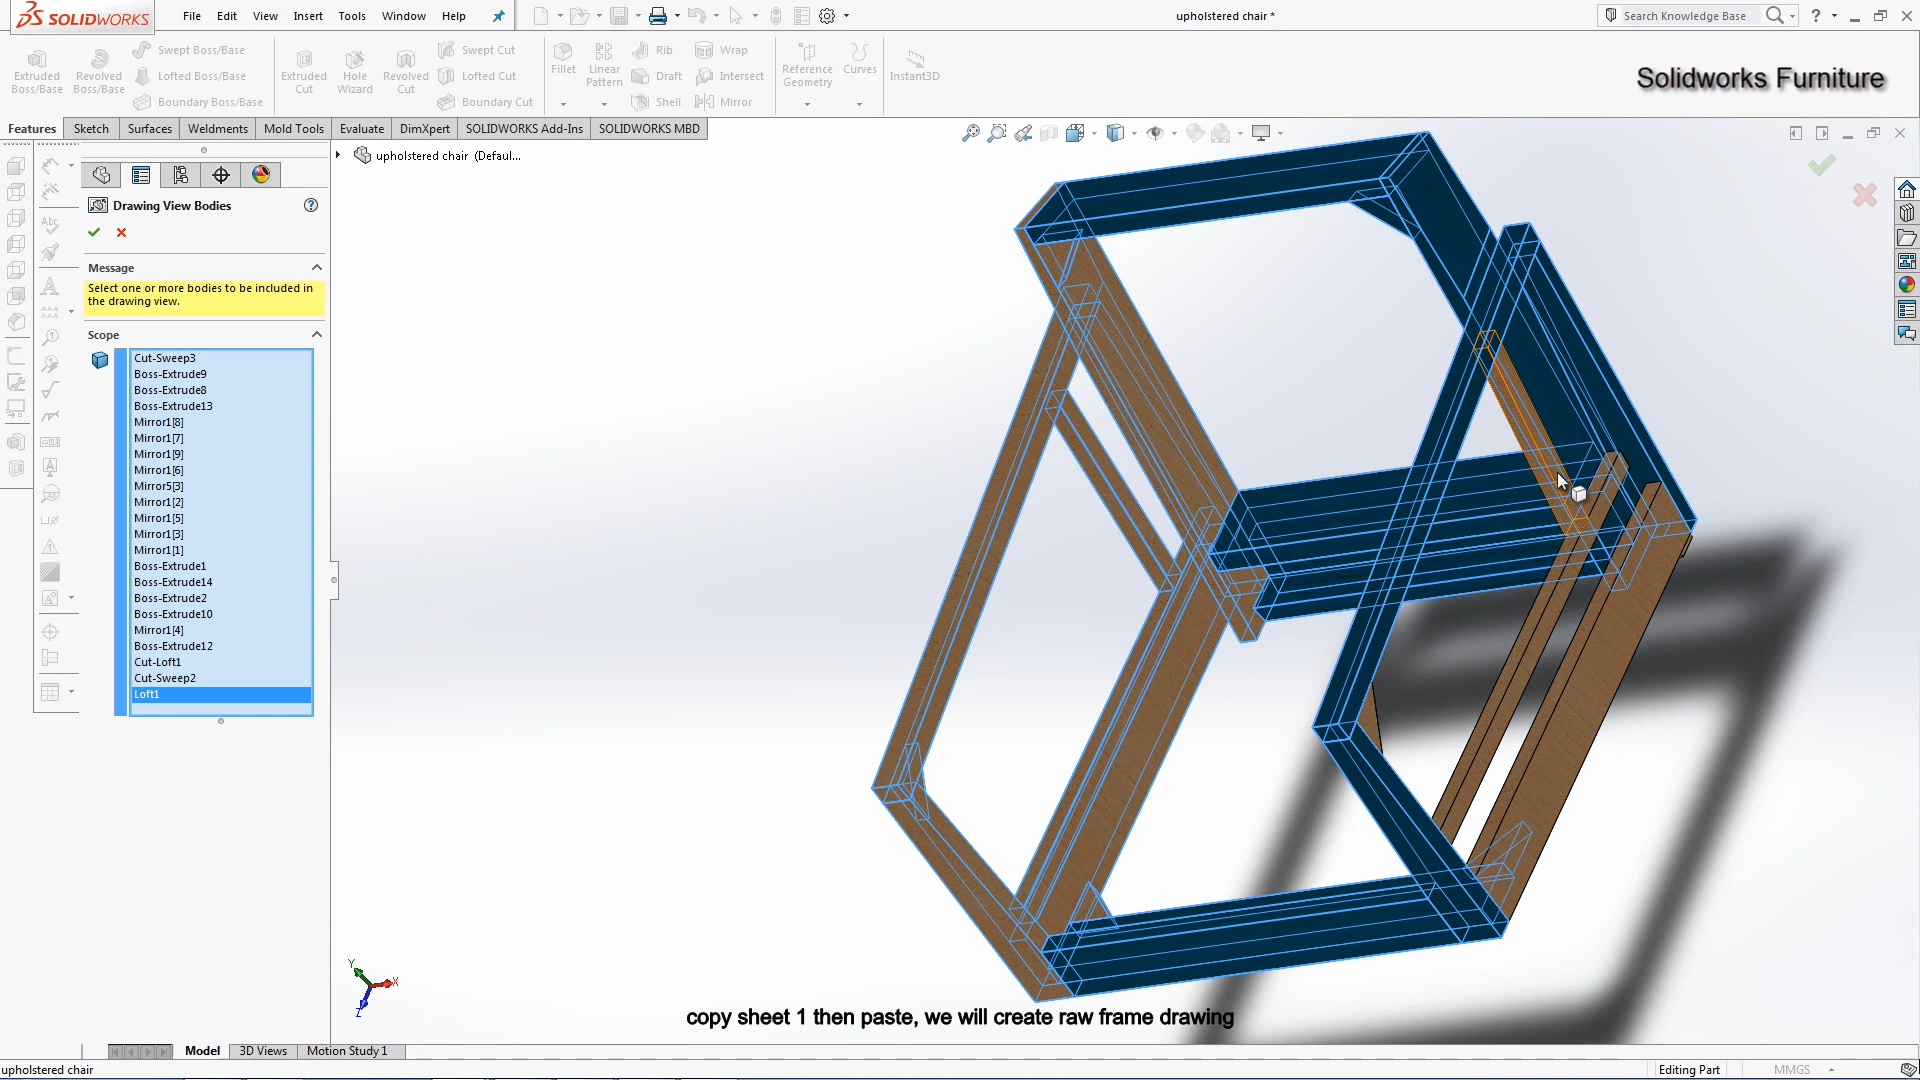 SOLIDWORKS
File Edit View Insert Tools Window Help
upholstered chair *
Search Knowledge Base
Extruded Boss/Base
Revolved Boss/Base
Swept Boss/Base
Lofted Boss/Base
Boundary Boss/Base
Extruded Cut
Hole Wizard
Revolved Cut
Swept Cut
Lofted Cut
Boundary Cut
Fillet
Linear Pattern
Rib
Draft
Shell
Wrap
Intersect
Mirror
Reference Geometry
Curves
Instant3D
Solidworks Furniture
Features Sketch Surfaces Weldments Mold Tools Evaluate DimXpert SOLIDWORKS Add-Ins SOLIDWORKS MBD
upholstered chair (Defaul...
Drawing View Bodies
Message
Select one or more bodies to be included in
the drawing view.
Scope
Cut-Sweep3
Boss-Extrude9
Boss-Extrude8
Boss-Extrude13
Mirror1[8]
Mirror1[7]
Mirror1[9]
Mirror1[6]
Mirror5[3]
Mirror1[2]
Mirror1[5]
Mirror1[3]
Mirror1[1]
Boss-Extrude1
Boss-Extrude14
Boss-Extrude2
Boss-Extrude10
Mirror1[4]
Boss-Extrude12
Cut-Loft1
Cut-Sweep2
Loft1
Y
X
Z
copy sheet 1 then paste, we will create raw frame drawing
Model 3D Views Motion Study 1
upholstered chair
Editing Part
MMGS